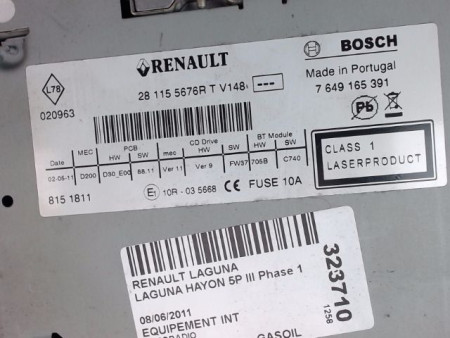 RENAULT
BOSCH
L78
28 115 5676R T V148
---
Made in Portugal
7 649 165 391
020963
Pb
Date MEC PCB CD Drive BT Module
HW SW mec SW HW SW
02-05-11 D200 D30_E00 88.11 Ver 11 Ver 9 FW37 705B C740
CLASS 1
LASERPRODUCT
815 1811
E1 10R - 03 5668 CE FUSE 10A
RENAULT LAGUNA
LAGUNA HAYON 5P III Phase 1
08/06/2011
EQUIPEMENT INT
GASOIL
323710
1258